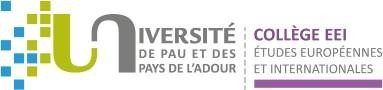 UNIVERSITÉ
DE PAU ET DES
PAYS DE L'ADOUR
COLLÈGE EEI
ÉTUDES EUROPÉENNES
ET INTERNATIONALES